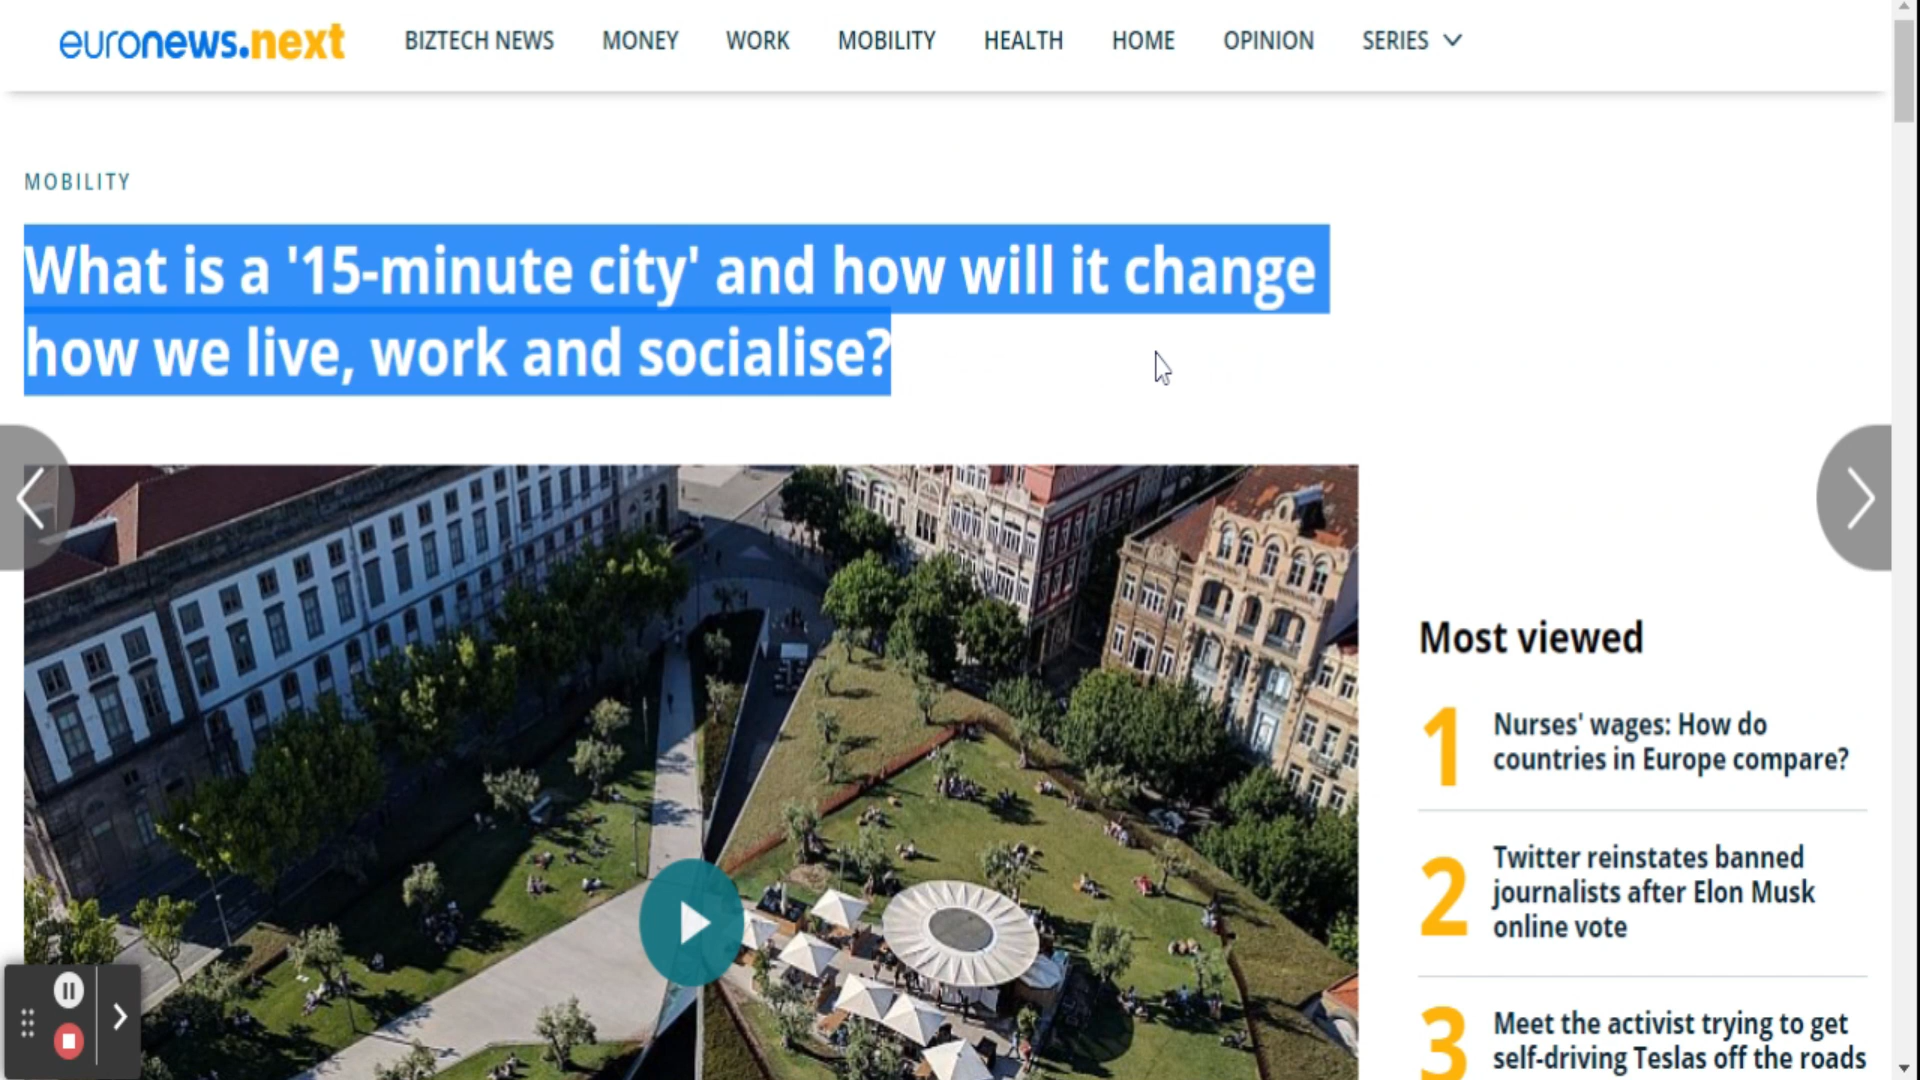 euronews.next
BIZTECH NEWS MONEY WORK MOBILITY HEALTH HOME OPINION SERIES
MOBILITY
What is a '15-minute city' and how will it change
how we live, work and socialise?
Most viewed
1
Nurses' wages: How do
countries in Europe compare?
2
Twitter reinstates banned
journalists after Elon Musk
online vote
3
Meet the activist trying to get
self-driving Teslas off the roads